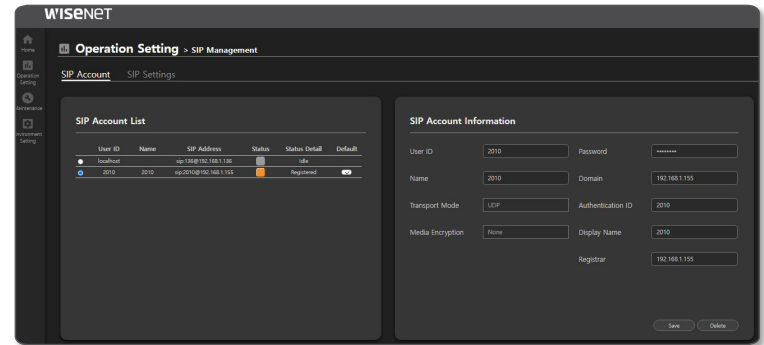 WISENET
Home
Operation Setting
Maintenance
nvironment Setting
Operation Setting > SIP Management
SIP Account SIP Settings
SIP Account List
User ID Name SIP Address Status Status Detail Default
localhost sip:136@192.168.1.136 Idle
2010 2010 sip:2010@192.168.1.155 Registered
SIP Account Information
User ID 2010 Password ••••••••
Name 2010 Domain 192.168.1.155
Transport Mode UDP Authentication ID 2010
Media Encryption None Display Name 2010
Registrar 192.168.1.155
Save Delete